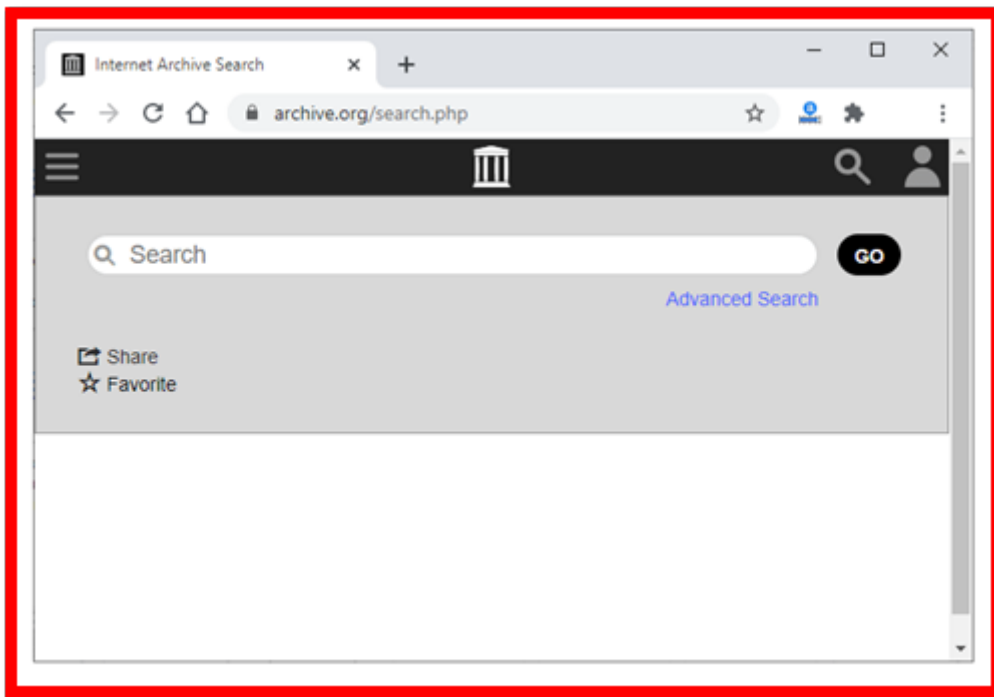 Internet Archive Search
archive.org/search.php
Search
GO
Advanced Search
Share
Favorite